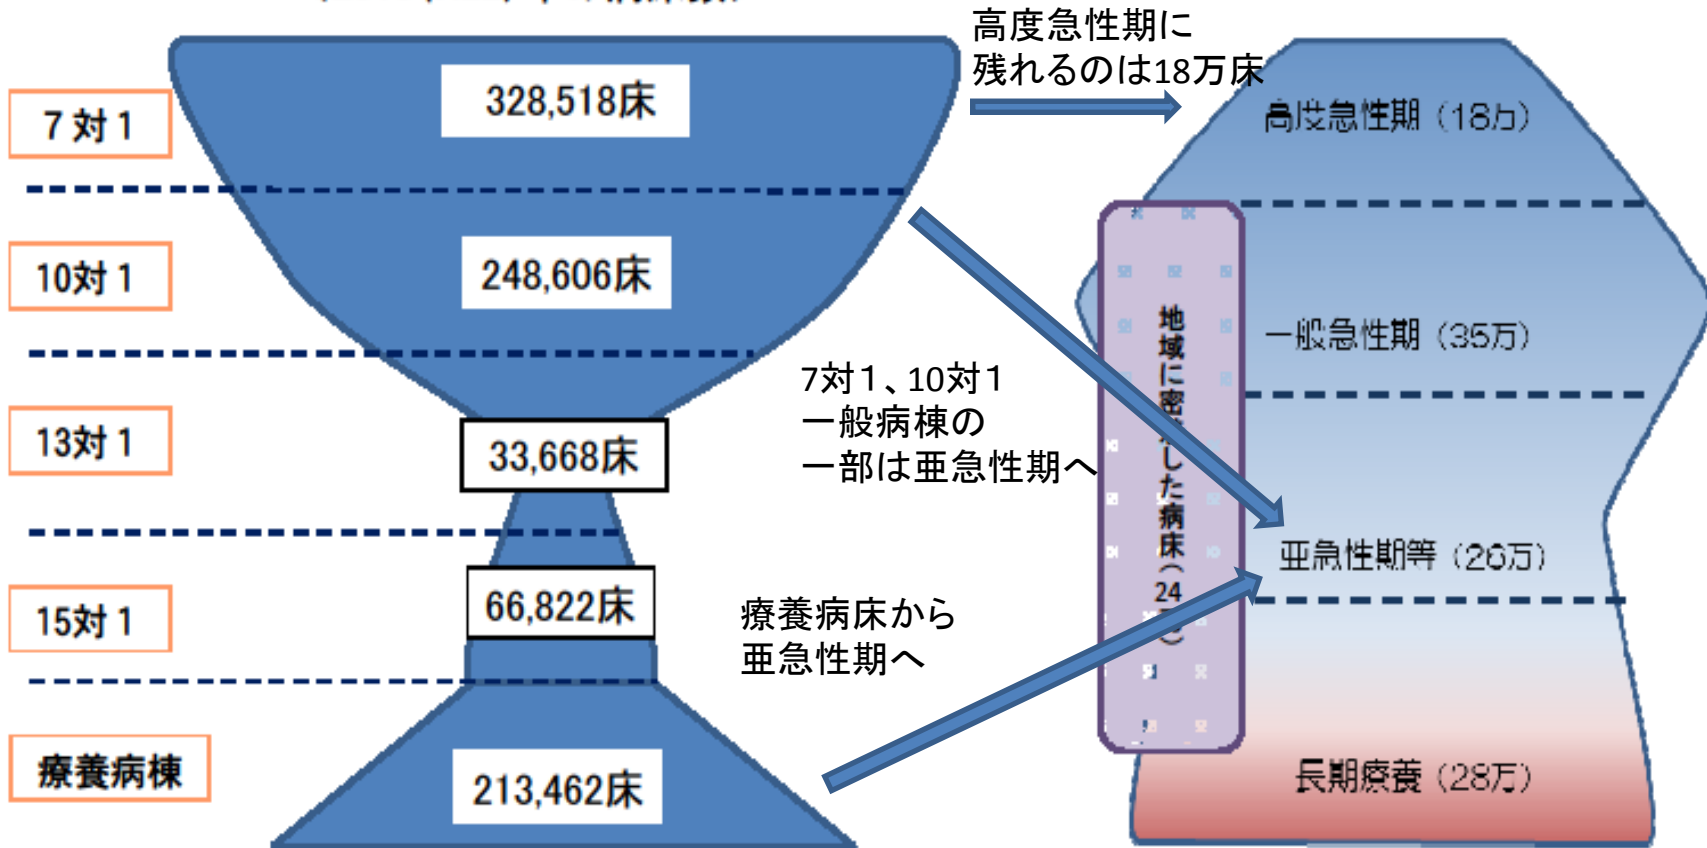 高度急性期に
残れるのは18万床
7対1
328,518床
高度急性期（18万）
10対1
248,606床
一般急性期（35万）
7対1、10対1
一般病棟の
一部は亜急性期へ
13対1
33,668床
地域に密 した病床（24 ）
亜急性期等（26万）
15対1
66,822床
療養病床から
亜急性期へ
療養病棟
213,462床
長期療養（28万）